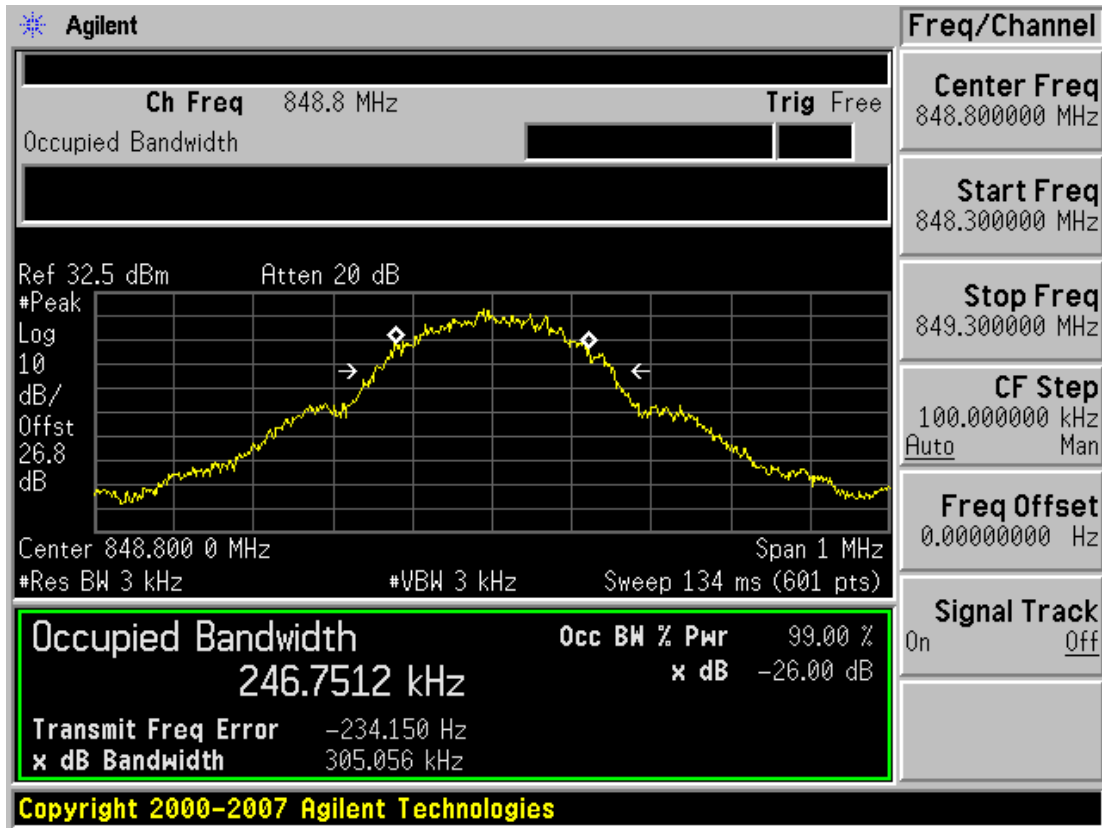 Agilent
Freq/Channel
Ch Freq 848.8 MHz Trig Free
Occupied Bandwidth
Center Freq
848.800000 MHz
Start Freq
848.300000 MHz
Stop Freq
849.300000 MHz
CF Step
100.000000 kHz
Auto Man
Freq Offset
0.00000000 Hz
Signal Track
On Off
Ref 32.5 dBm Atten 20 dB
#Peak
Log
10
dB/
Offst
26.8
dB
Center 848.800 0 MHz Span 1 MHz
#Res BW 3 kHz #VBW 3 kHz Sweep 134 ms (601 pts)
Occupied Bandwidth
246.7512 kHz
Occ BW % Pwr 99.00 %
x dB -26.00 dB
Transmit Freq Error -234.150 Hz
x dB Bandwidth 305.056 kHz
Copyright 2000-2007 Agilent Technologies